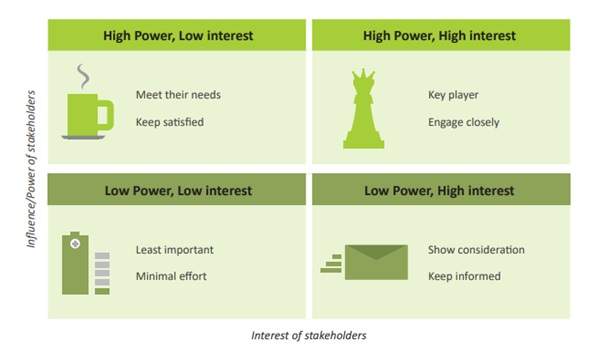 High Power, Low interest
High Power, High interest
Meet their needs
Keep satisfied
Key player
Engage closely
Influence/Power of stakeholders
Low Power, Low interest
Low Power, High interest
Least important
Minimal effort
Show consideration
Keep informed
Interest of stakeholders